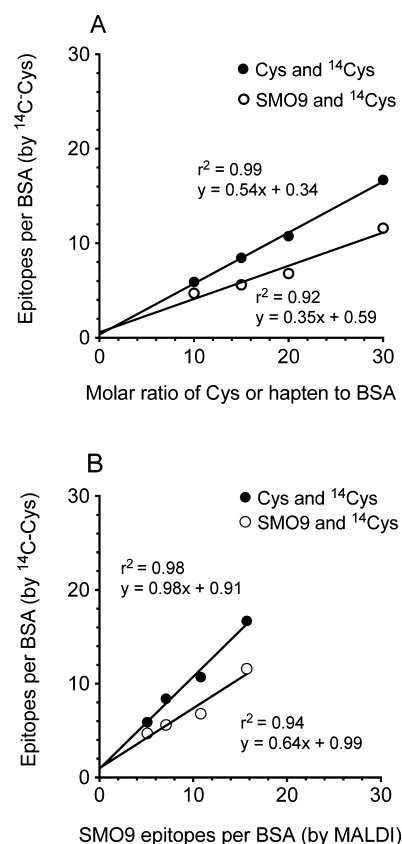 A
Epitopes per BSA (by ¹⁴C-Cys)
30
20
10
0
Cys and ¹⁴Cys
SMO9 and ¹⁴Cys
r² = 0.99
y = 0.54x + 0.34
r² = 0.92
y = 0.35x + 0.59
0 10 20 30
Molar ratio of Cys or hapten to BSA
B
Epitopes per BSA (by ¹⁴C-Cys)
30
20
10
0
Cys and ¹⁴Cys
SMO9 and ¹⁴Cys
r² = 0.98
y = 0.98x + 0.91
r² = 0.94
y = 0.64x + 0.99
0 10 20 30
SMO9 epitopes per BSA (by MALDI)